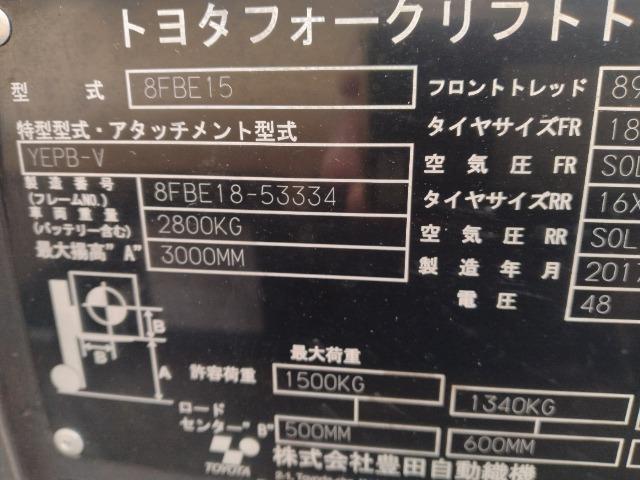 トヨタフォークリフト
型式 8FBE15 フロントトレッド 89
特型型式・アタッチメント型式 タイヤサイズFR 18
YEPB-V 空気圧FR SOL
製造番号(フレームNO.) 8FBE18-53334 タイヤサイズRR 16X
車両重量(バッテリー含む) 2800KG 空気圧RR SOL
最大揚高"A" 3000MM 製造年月 2017
電圧 48
B
B
A
最大荷重
許容荷重 1500KG 1340KG
ロードセンター"B" 500MM 600MM
TOYOTA 株式会社豊田自動織機